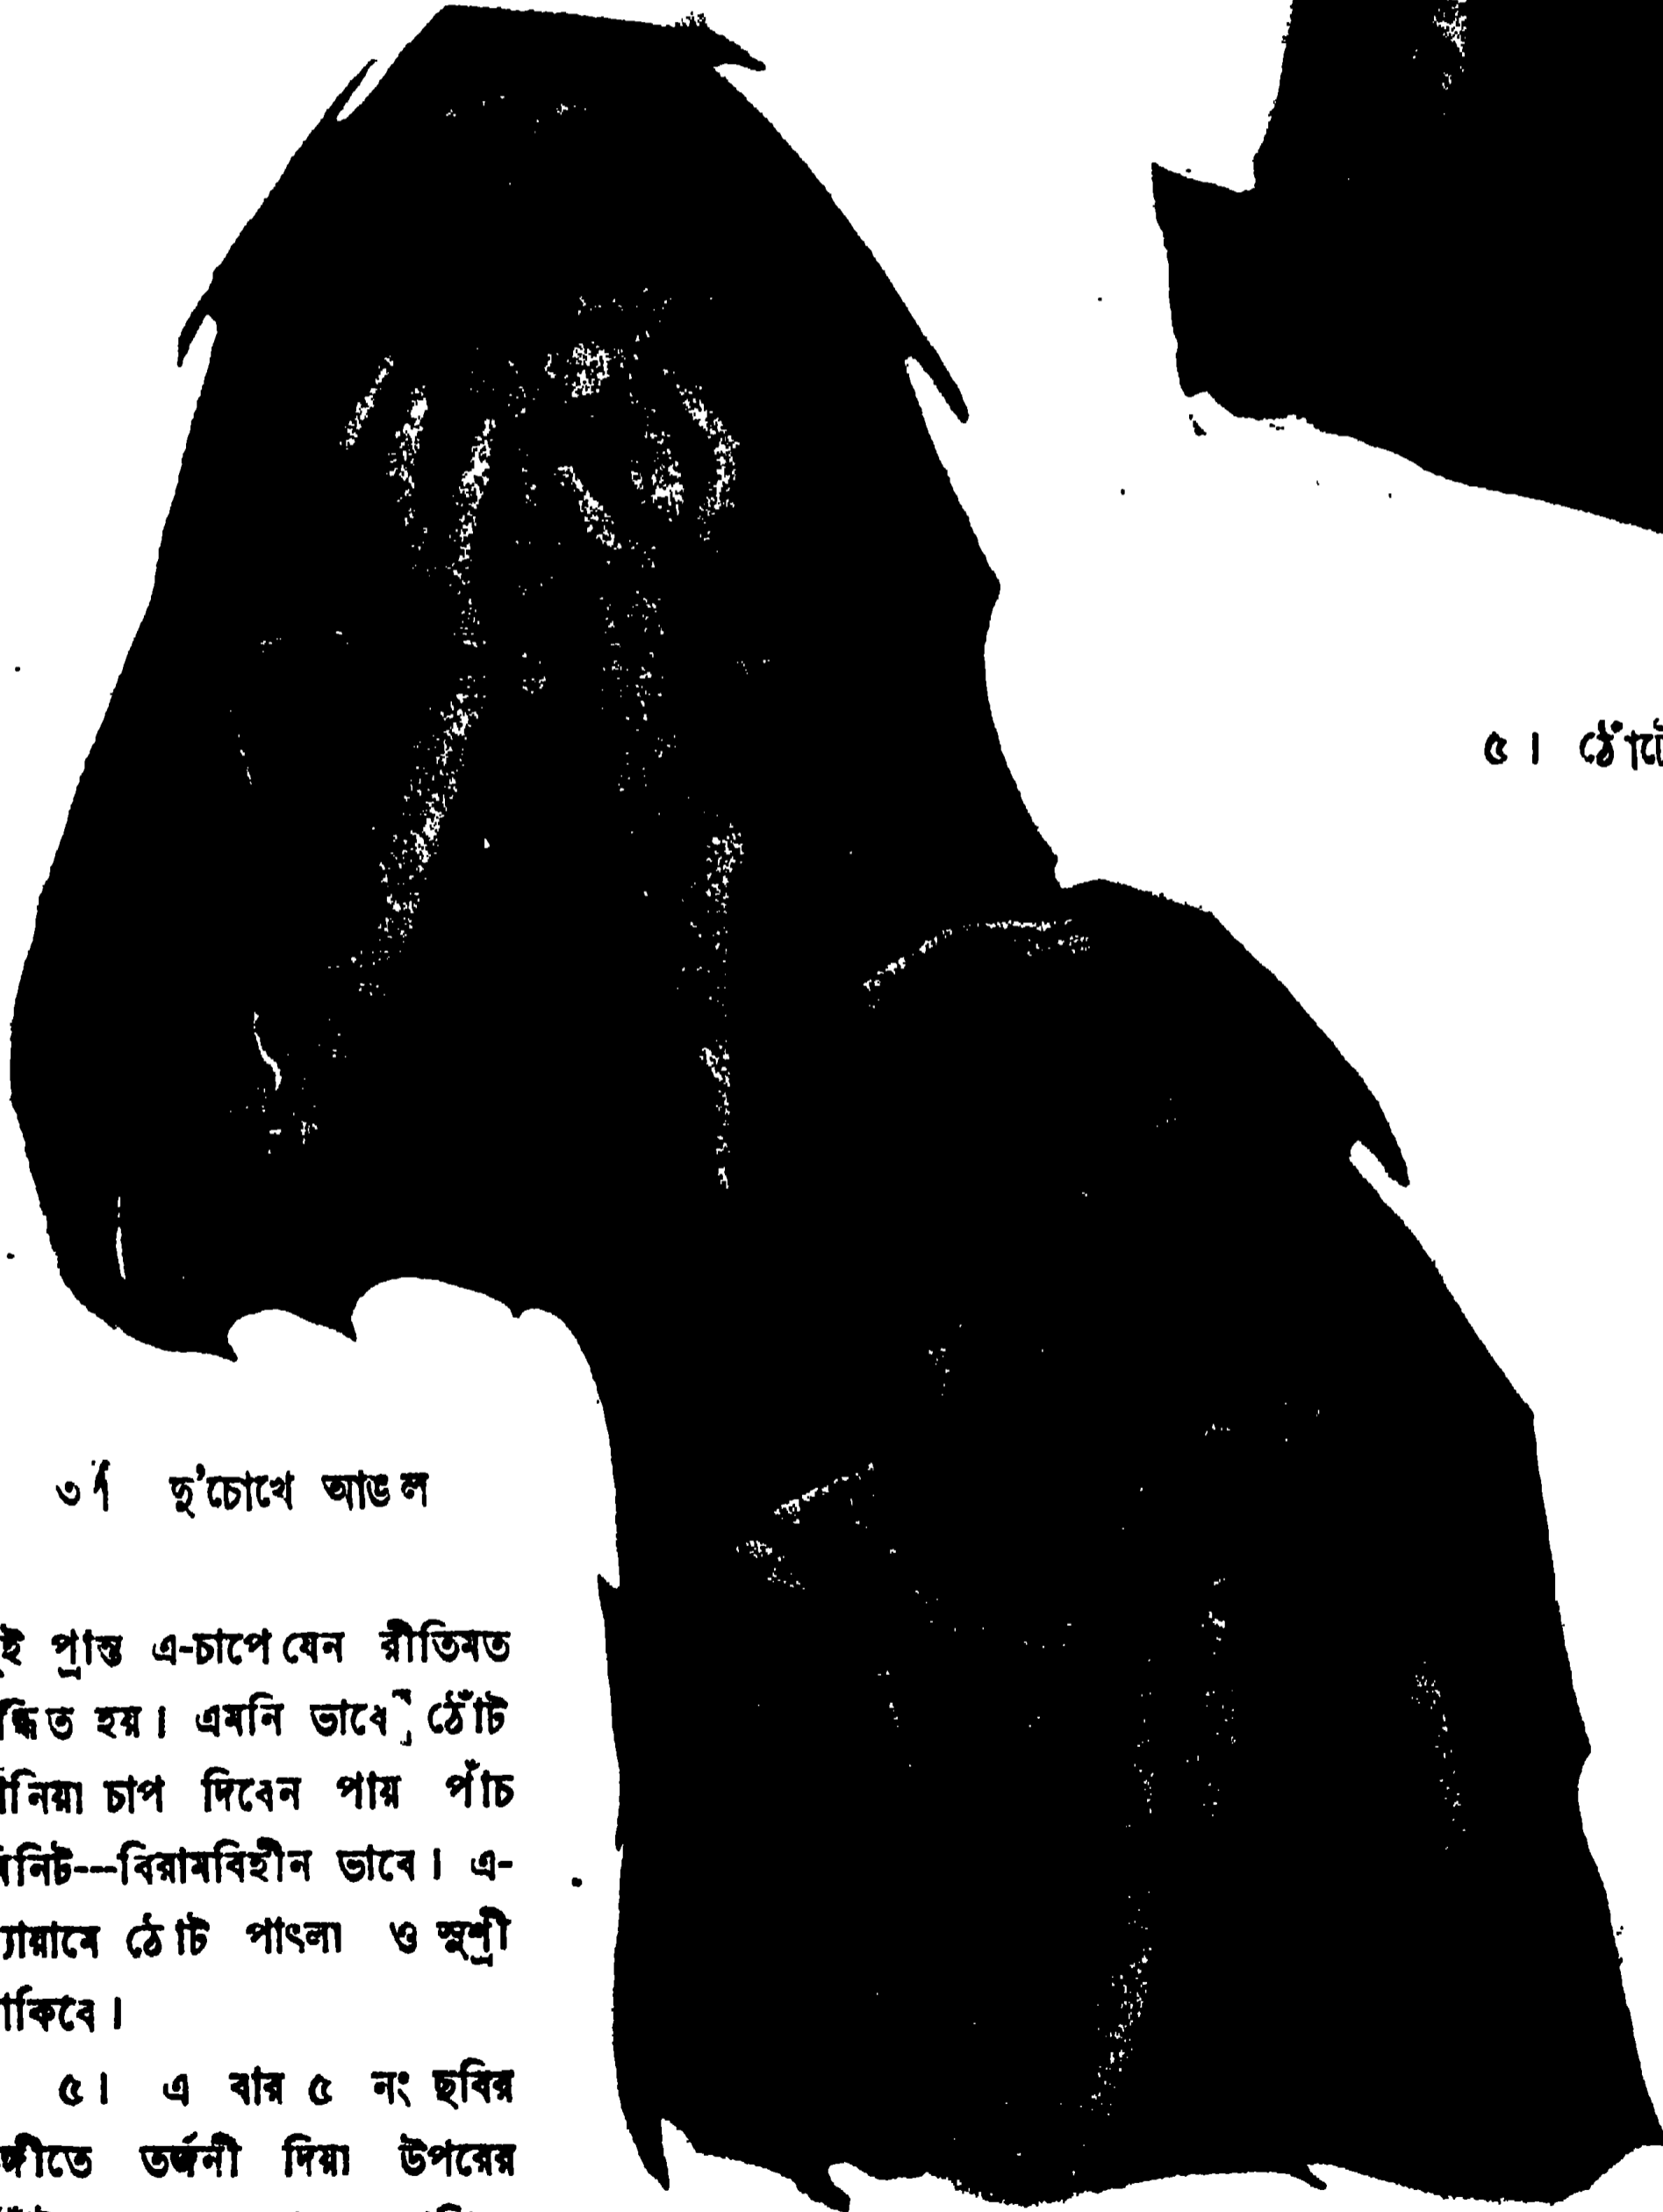 ৫। ঠোঁটে
৩। দু'চোখে আঙুল
ই প্রান্ত এ-চাপে যেন রীতিমত
হয়। এমনি ভাবে ঠোঁট
চাপ দিবেন পায় পাঁচ
নিট---বিরামবিহীন ভাবে। এ-
য়ামে ঠোট পাৎলা ও সুশ্রী
াকিবে।
৫। এ বার ৫ নং ছবির
ঙ্গীতে তর্জনী দিয়া উপরের